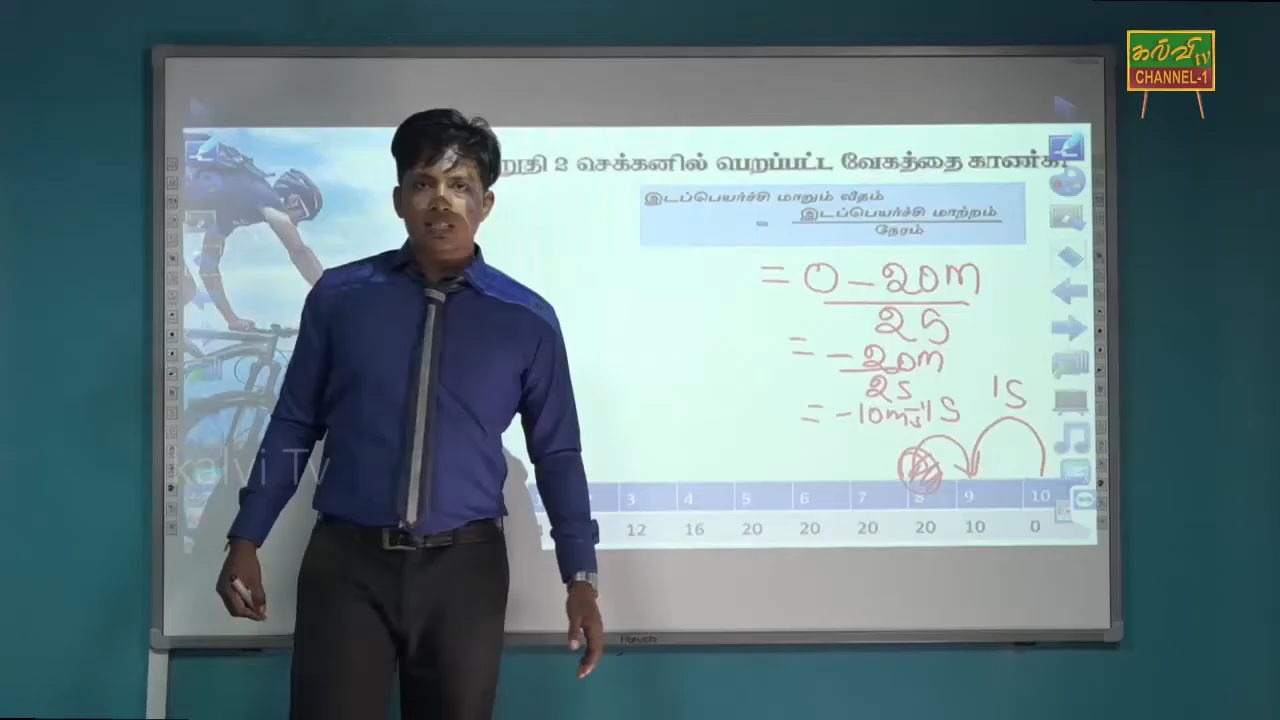 கல்வி TV
CHANNEL-1
றுதி 2 செக்கனில் பெறப்பட்ட வேகத்தை காண்க.
இடப்பெயர்ச்சி மாறும் வீதம்
= இடப்பெயர்ச்சி மாற்றம்
நேரம்
= 0 - 20m
2s
= - 20m
2s
= -10ms⁻¹
1S
kalvi Tv
3 4 5 6 7 8 9 10
12 16 20 20 20 20 10 0